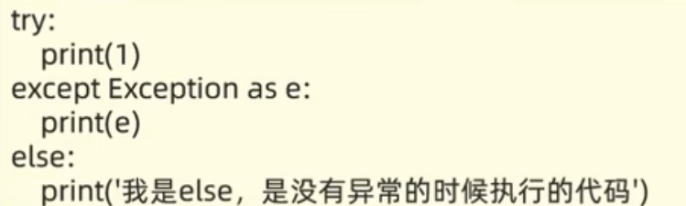 try:
    print(1)
except Exception as e:
    print(e)
else:
    print('我是else，是没有异常的时候执行的代码')